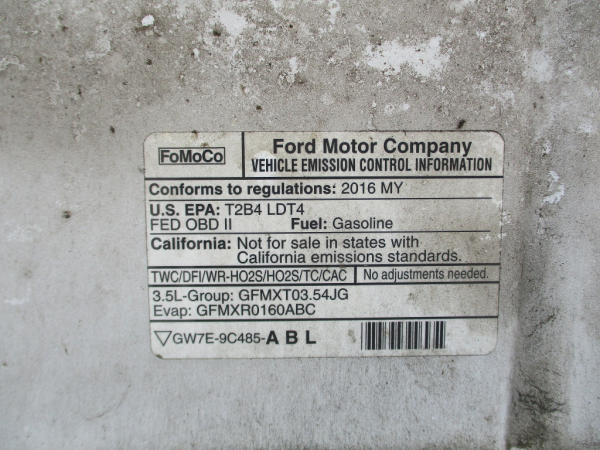 FoMoCo
Ford Motor Company
VEHICLE EMISSION CONTROL INFORMATION
Conforms to regulations: 2016 MY
U.S. EPA: T2B4 LDT4
FED OBD II Fuel: Gasoline
California: Not for sale in states with
California emissions standards.
TWC/DFI/WR-HO2S/HO2S/TC/CAC No adjustments needed.
3.5L-Group: GFMXT03.54JG
Evap: GFMXR0160ABC
GW7E-9C485-A B L